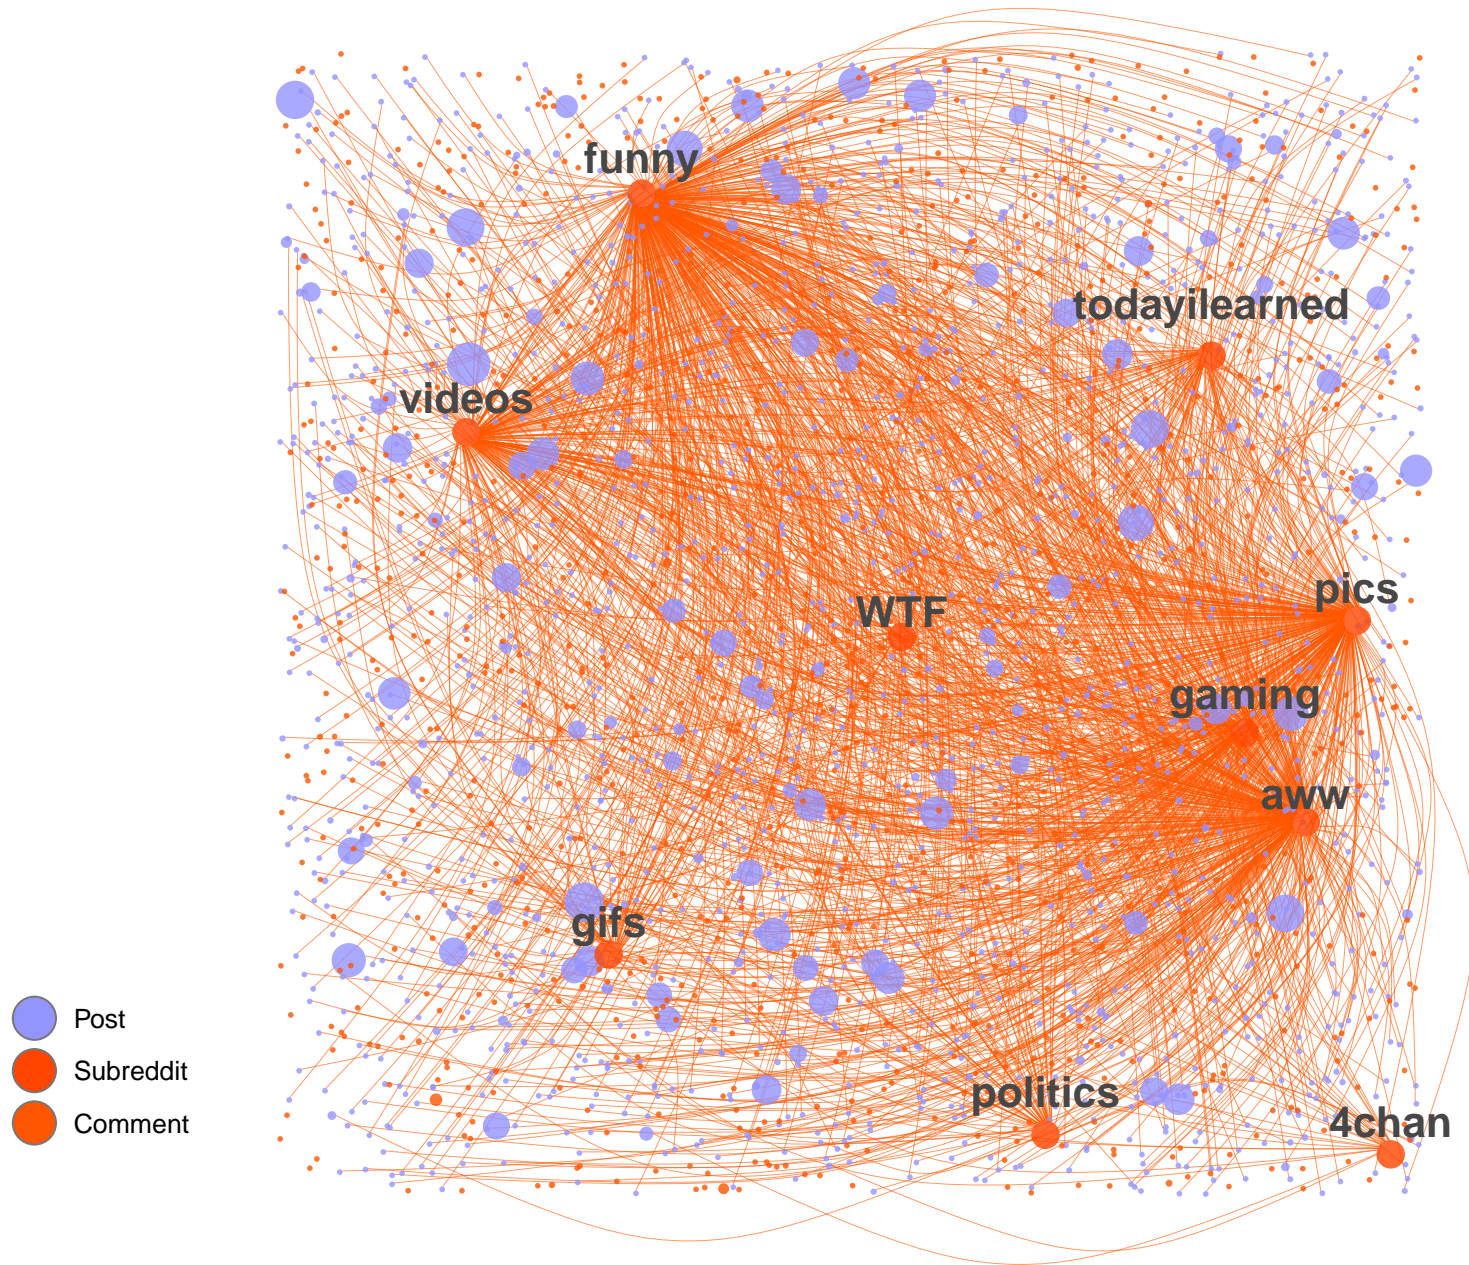 funny
todayilearned
videos
pics
WTF
gaming
aww
gifs
Post
Subreddit
Comment
politics
4chan